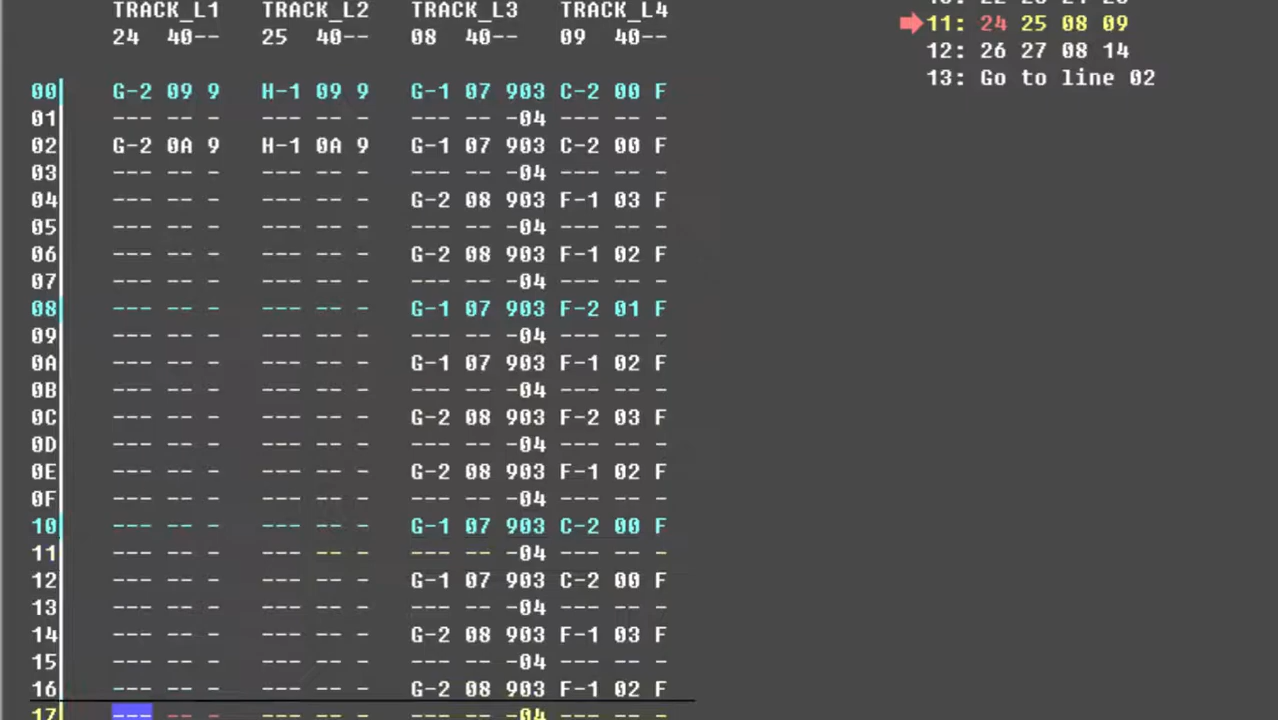 TRACK_L1 TRACK_L2 TRACK_L3 TRACK_L4
24 40-- 25 40-- 08 40-- 09 40--
00 G-2 09 9 H-1 09 9 G-1 07 903 C-2 00 F
01 --- -- - --- -- - --- -- -04 --- -- -
02 G-2 0A 9 H-1 0A 9 G-1 07 903 C-2 00 F
03 --- -- - --- -- - --- -- -04 --- -- -
04 --- -- - --- -- - G-2 08 903 F-1 03 F
05 --- -- - --- -- - --- -- -04 --- -- -
06 --- -- - --- -- - G-2 08 903 F-1 02 F
07 --- -- - --- -- - --- -- -04 --- -- -
08 --- -- - --- -- - G-1 07 903 F-2 01 F
09 --- -- - --- -- - --- -- -04 --- -- -
0A --- -- - --- -- - G-1 07 903 F-1 02 F
0B --- -- - --- -- - --- -- -04 --- -- -
0C --- -- - --- -- - G-2 08 903 F-2 03 F
0D --- -- - --- -- - --- -- -04 --- -- -
0E --- -- - --- -- - G-2 08 903 F-1 02 F
0F --- -- - --- -- - --- -- -04 --- -- -
10 --- -- - --- -- - G-1 07 903 C-2 00 F
11 --- -- - --- -- - --- -- -04 --- -- -
12 --- -- - --- -- - G-1 07 903 C-2 00 F
13 --- -- - --- -- - --- -- -04 --- -- -
14 --- -- - --- -- - G-2 08 903 F-1 03 F
15 --- -- - --- -- - --- -- -04 --- -- -
16 --- -- - --- -- - G-2 08 903 F-1 02 F
17 --- -- - --- -- - --- -- -04 --- -- -
11: 24 25 08 09
12: 26 27 08 14
13: Go to line 02